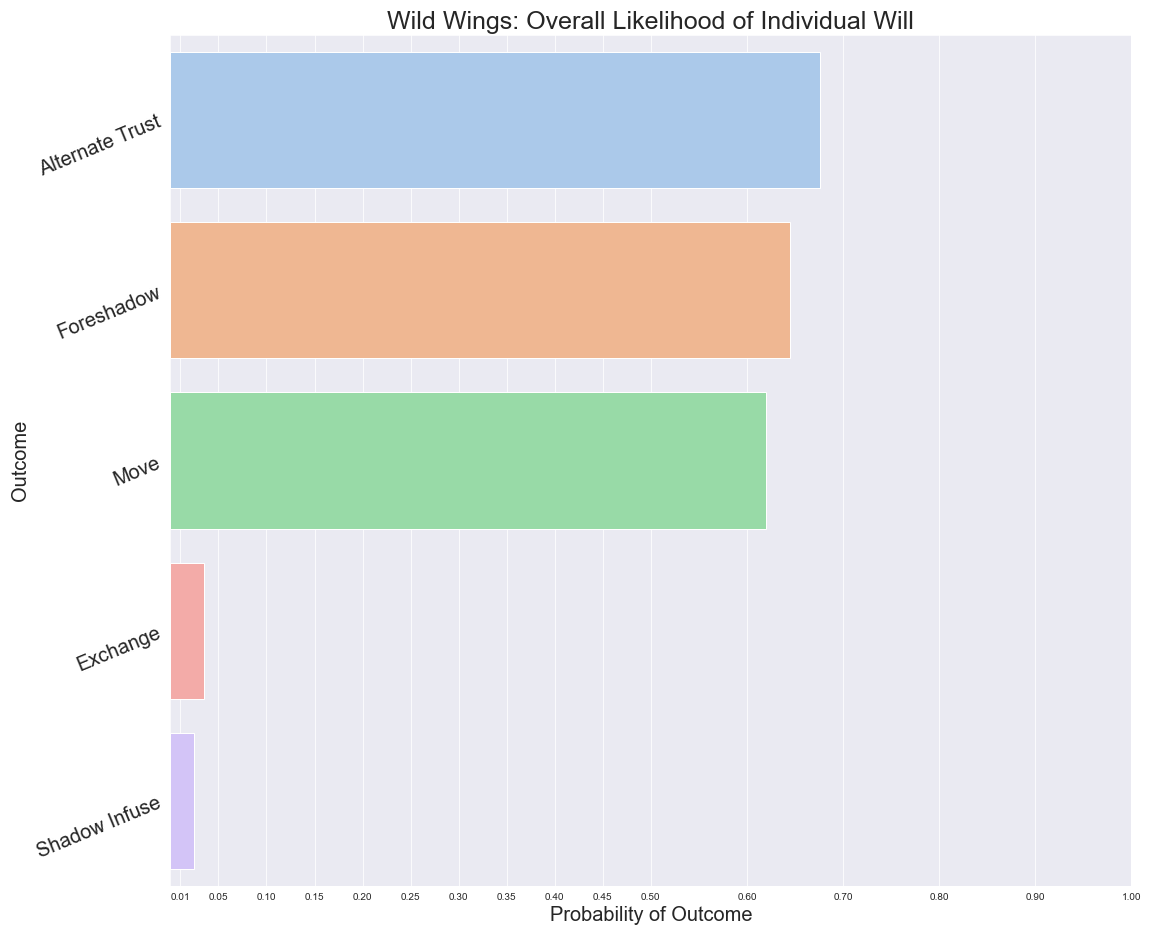 Wild Wings: Overall Likelihood of Individual Will
Alternate Trust
Foreshadow
Move
Exchange
Shadow Infuse
Outcome
0.01 0.05 0.10 0.15 0.20 0.25 0.30 0.35 0.40 0.45 0.50 0.60 0.70 0.80 0.90 1.00
Probability of Outcome